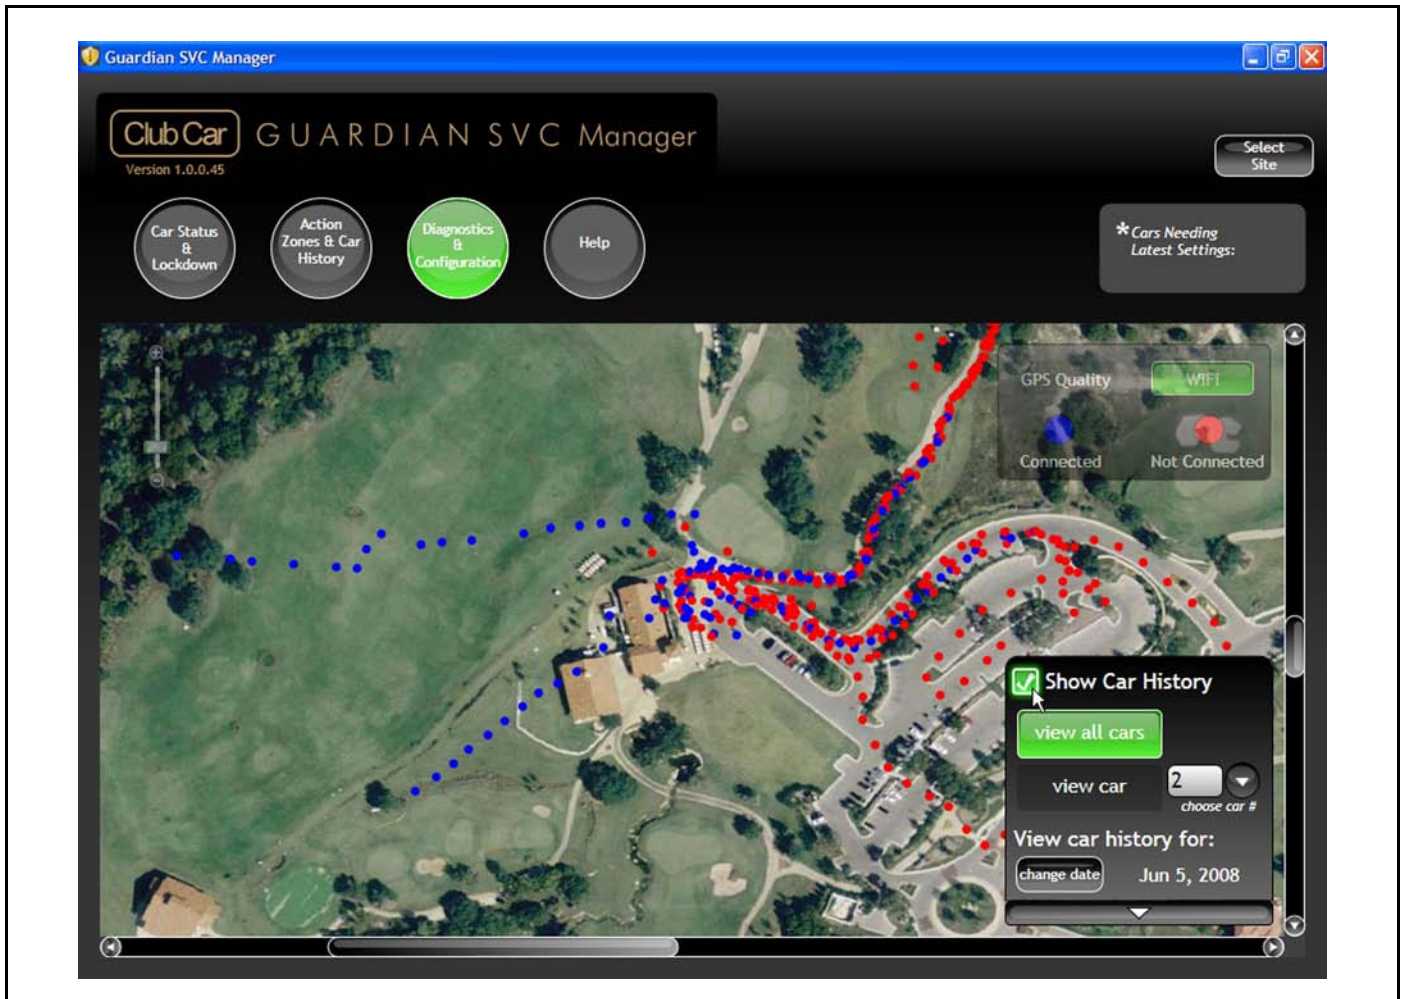 Guardian SVC Manager
Club Car
GUARDIAN SVC Manager
Version 1.0.0.45
Select
Site
Car Status
&
Lockdown
Action
Zones & Car
History
Diagnostics
&
Configuration
Help
*Cars Needing
Latest Settings:
GPS Quality
WIFI
Connected
Not Connected
Show Car History
view all cars
view car
2
choose car #
View car history for:
change date
Jun 5, 2008